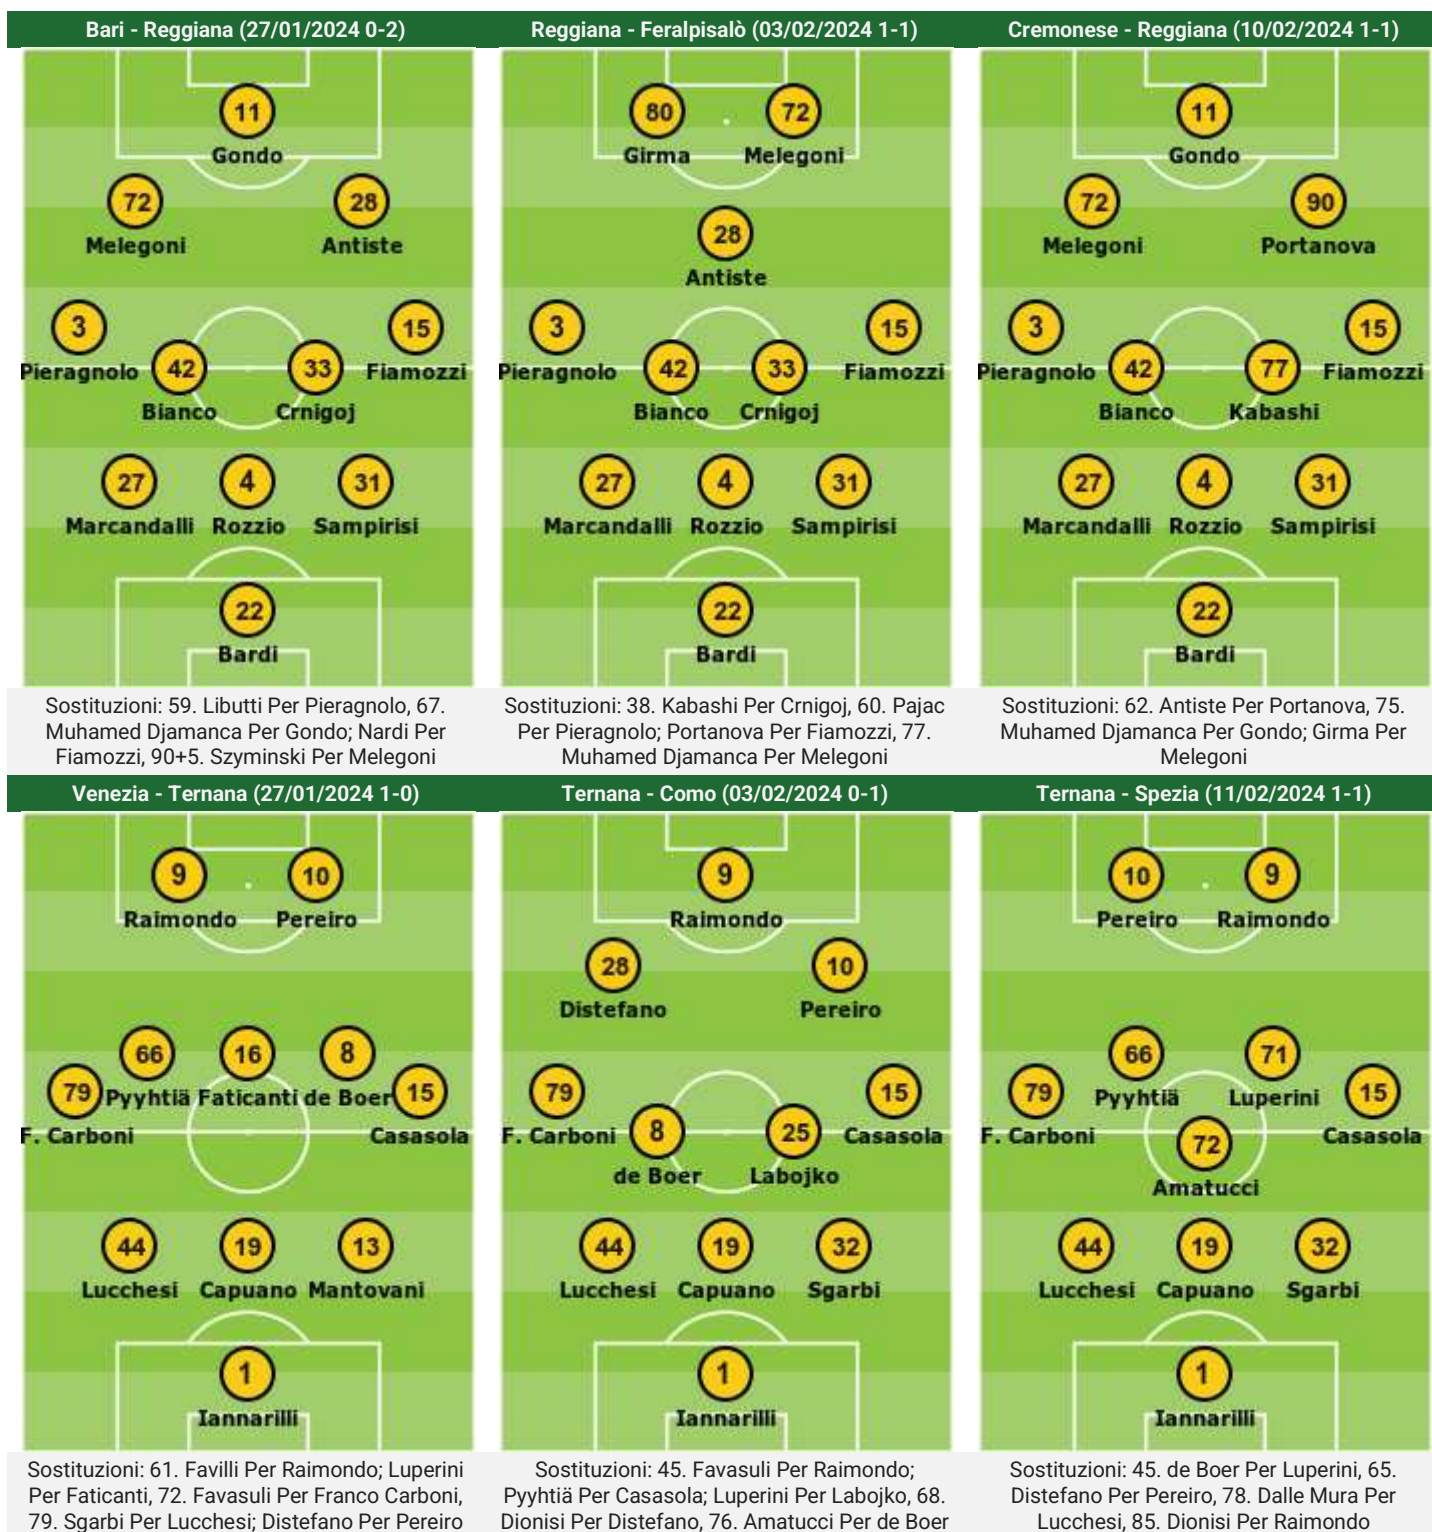 Bari - Reggiana (27/01/2024 0-2)
11
Gondo
72
28
Melegoni
Antiste
3
15
Pieragnolo
42
33
Fiamozzi
Bianco
Crnigoj
27
4
31
Marcandalli
Rozzio
Sampirisi
22
Bardi
Sostituzioni: 59. Libutti Per Pieragnolo, 67.
Muhamed Djamanca Per Gondo; Nardi Per
Fiamozzi, 90+5. Szyminski Per Melegoni
Reggiana - Feralpisalò (03/02/2024 1-1)
80
72
Girma
Melegoni
28
Antiste
3
15
Pieragnolo
42
33
Fiamozzi
Bianco
Crnigoj
27
4
31
Marcandalli
Rozzio
Sampirisi
22
Bardi
Sostituzioni: 38. Kabashi Per Crnigoj, 60. Pajac
Per Pieragnolo; Portanova Per Fiamozzi, 77.
Muhamed Djamanca Per Melegoni
Cremonese - Reggiana (10/02/2024 1-1)
11
Gondo
72
90
Melegoni
Portanova
3
15
Pieragnolo
42
77
Fiamozzi
Bianco
Kabashi
27
4
31
Marcandalli
Rozzio
Sampirisi
22
Bardi
Sostituzioni: 62. Antiste Per Portanova, 75.
Muhamed Djamanca Per Gondo; Girma Per
Melegoni
Venezia - Ternana (27/01/2024 1-0)
9
10
Raimondo
Pereiro
66
16
8
79
Pyyhtiä
Faticanti
de Boer
15
F. Carboni
Casasola
44
19
13
Lucchesi
Capuano
Mantovani
1
Iannarilli
Sostituzioni: 61. Favilli Per Raimondo; Luperini
Per Faticanti, 72. Favasuli Per Franco Carboni,
79. Sgarbi Per Lucchesi; Distefano Per Pereiro
Ternana - Como (03/02/2024 0-1)
9
Raimondo
28
10
Distefano
Pereiro
79
15
F. Carboni
8
25
Casasola
de Boer
Labojko
44
19
32
Lucchesi
Capuano
Sgarbi
1
Iannarilli
Sostituzioni: 45. Favasuli Per Raimondo;
Pyyhtiä Per Casasola; Luperini Per Labojko, 68.
Dionisi Per Distefano, 76. Amatucci Per de Boer
Ternana - Spezia (11/02/2024 1-1)
10
9
Pereiro
Raimondo
66
71
79
Pyyhtiä
Luperini
15
F. Carboni
72
Casasola
Amatucci
44
19
32
Lucchesi
Capuano
Sgarbi
1
Iannarilli
Sostituzioni: 45. de Boer Per Luperini, 65.
Distefano Per Pereiro, 78. Dalle Mura Per
Lucchesi, 85. Dionisi Per Raimondo